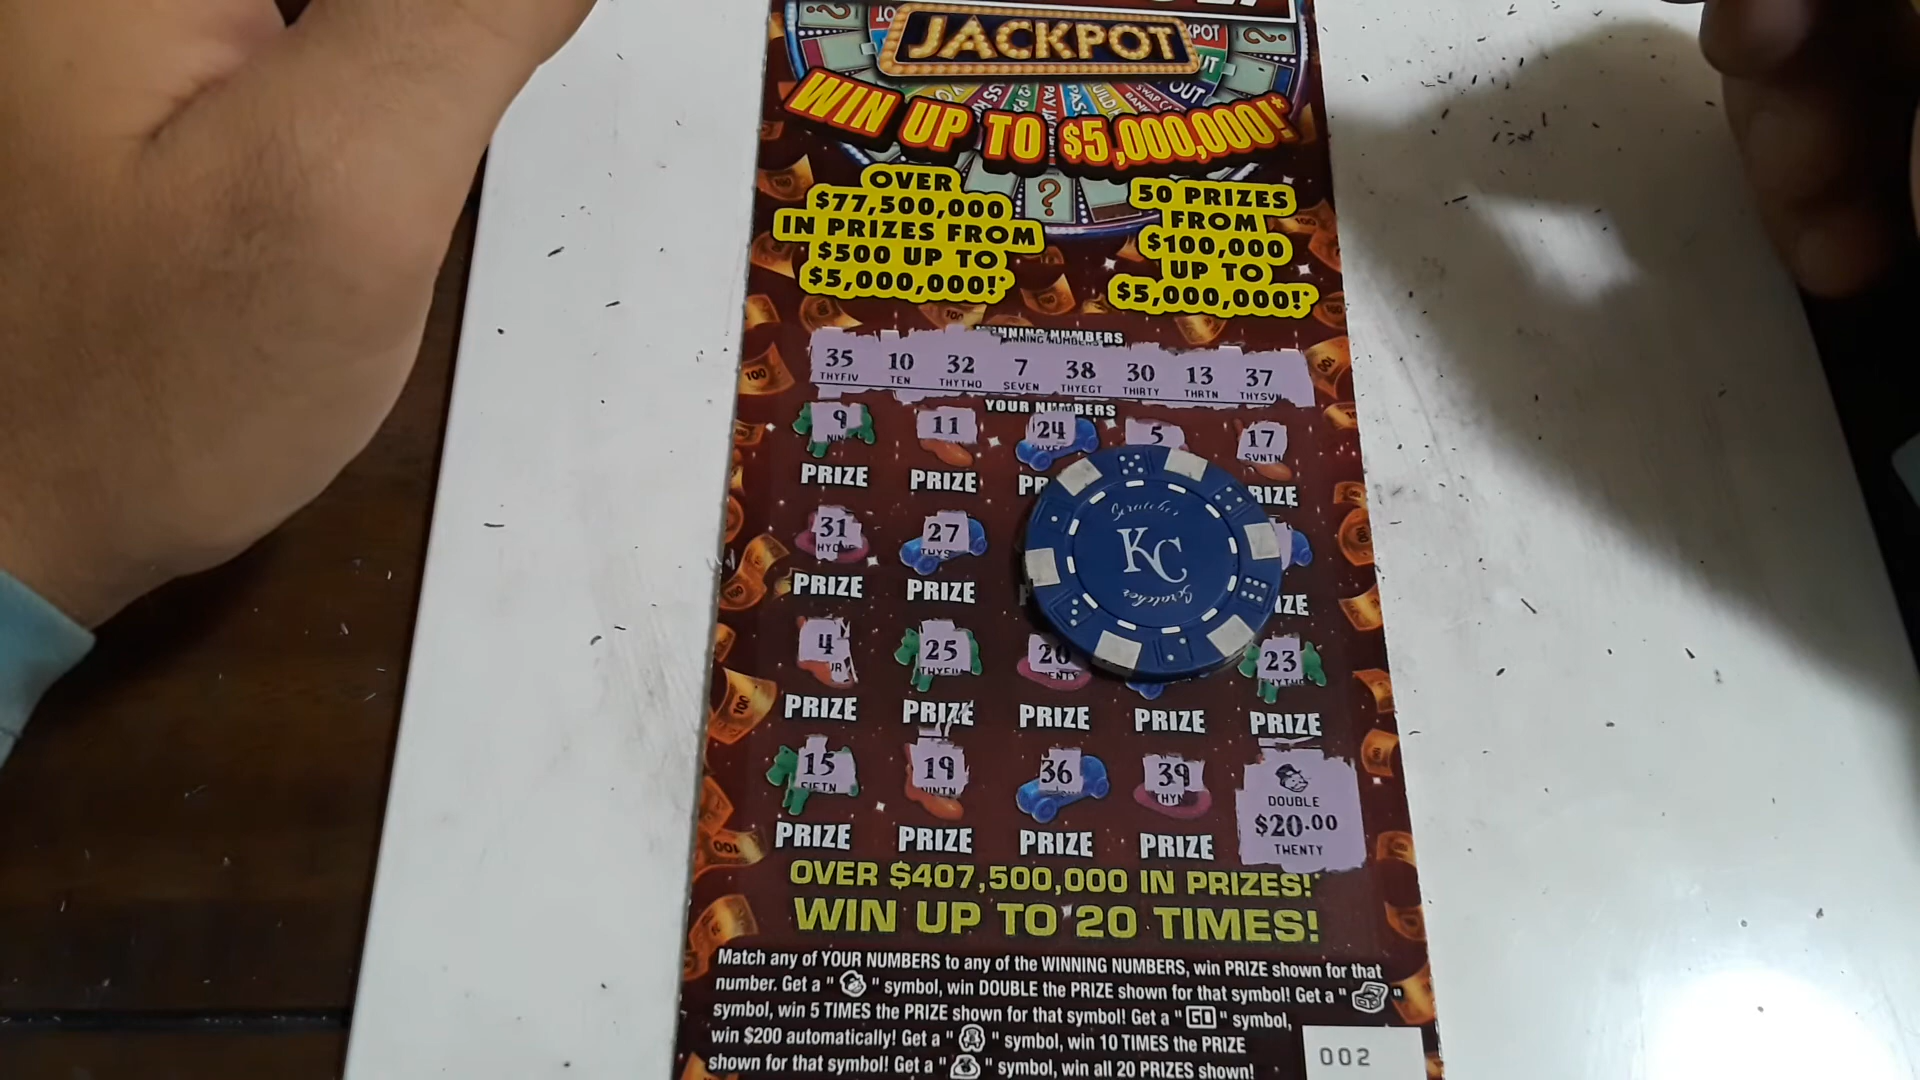 JACKPOT
WIN UP TO $5,000,000!*
OVER
$77,500,000
IN PRIZES FROM
$500 UP TO
$5,000,000!*
50 PRIZES
FROM
$100,000
UP TO
$5,000,000!*
WINNING NUMBERS
35 10 32 7 38 30 13 37
THYFIV TEN THYTWO SEVEN THYEGT THIRTY THRTN THYSVN
YOUR NUMBERS
9 11 24 5 17
SVNTN
PRIZE PRIZE
31 27
PRIZE PRIZE
Scratcher
KC
Scratcher
4 25 20 23
PRIZE PRIZE PRIZE PRIZE PRIZE
15 19 36 39
DOUBLE
$20.00
TWENTY
PRIZE PRIZE PRIZE PRIZE
OVER $407,500,000 IN PRIZES!*
WIN UP TO 20 TIMES!
Match any of YOUR NUMBERS to any of the WINNING NUMBERS, win PRIZE shown for that
number. Get a " " symbol, win DOUBLE the PRIZE shown for that symbol! Get a " "
symbol, win 5 TIMES the PRIZE shown for that symbol! Get a "GO" symbol,
win $200 automatically! Get a " " symbol, win 10 TIMES the PRIZE
shown for that symbol! Get a " " symbol, win all 20 PRIZES shown!
002